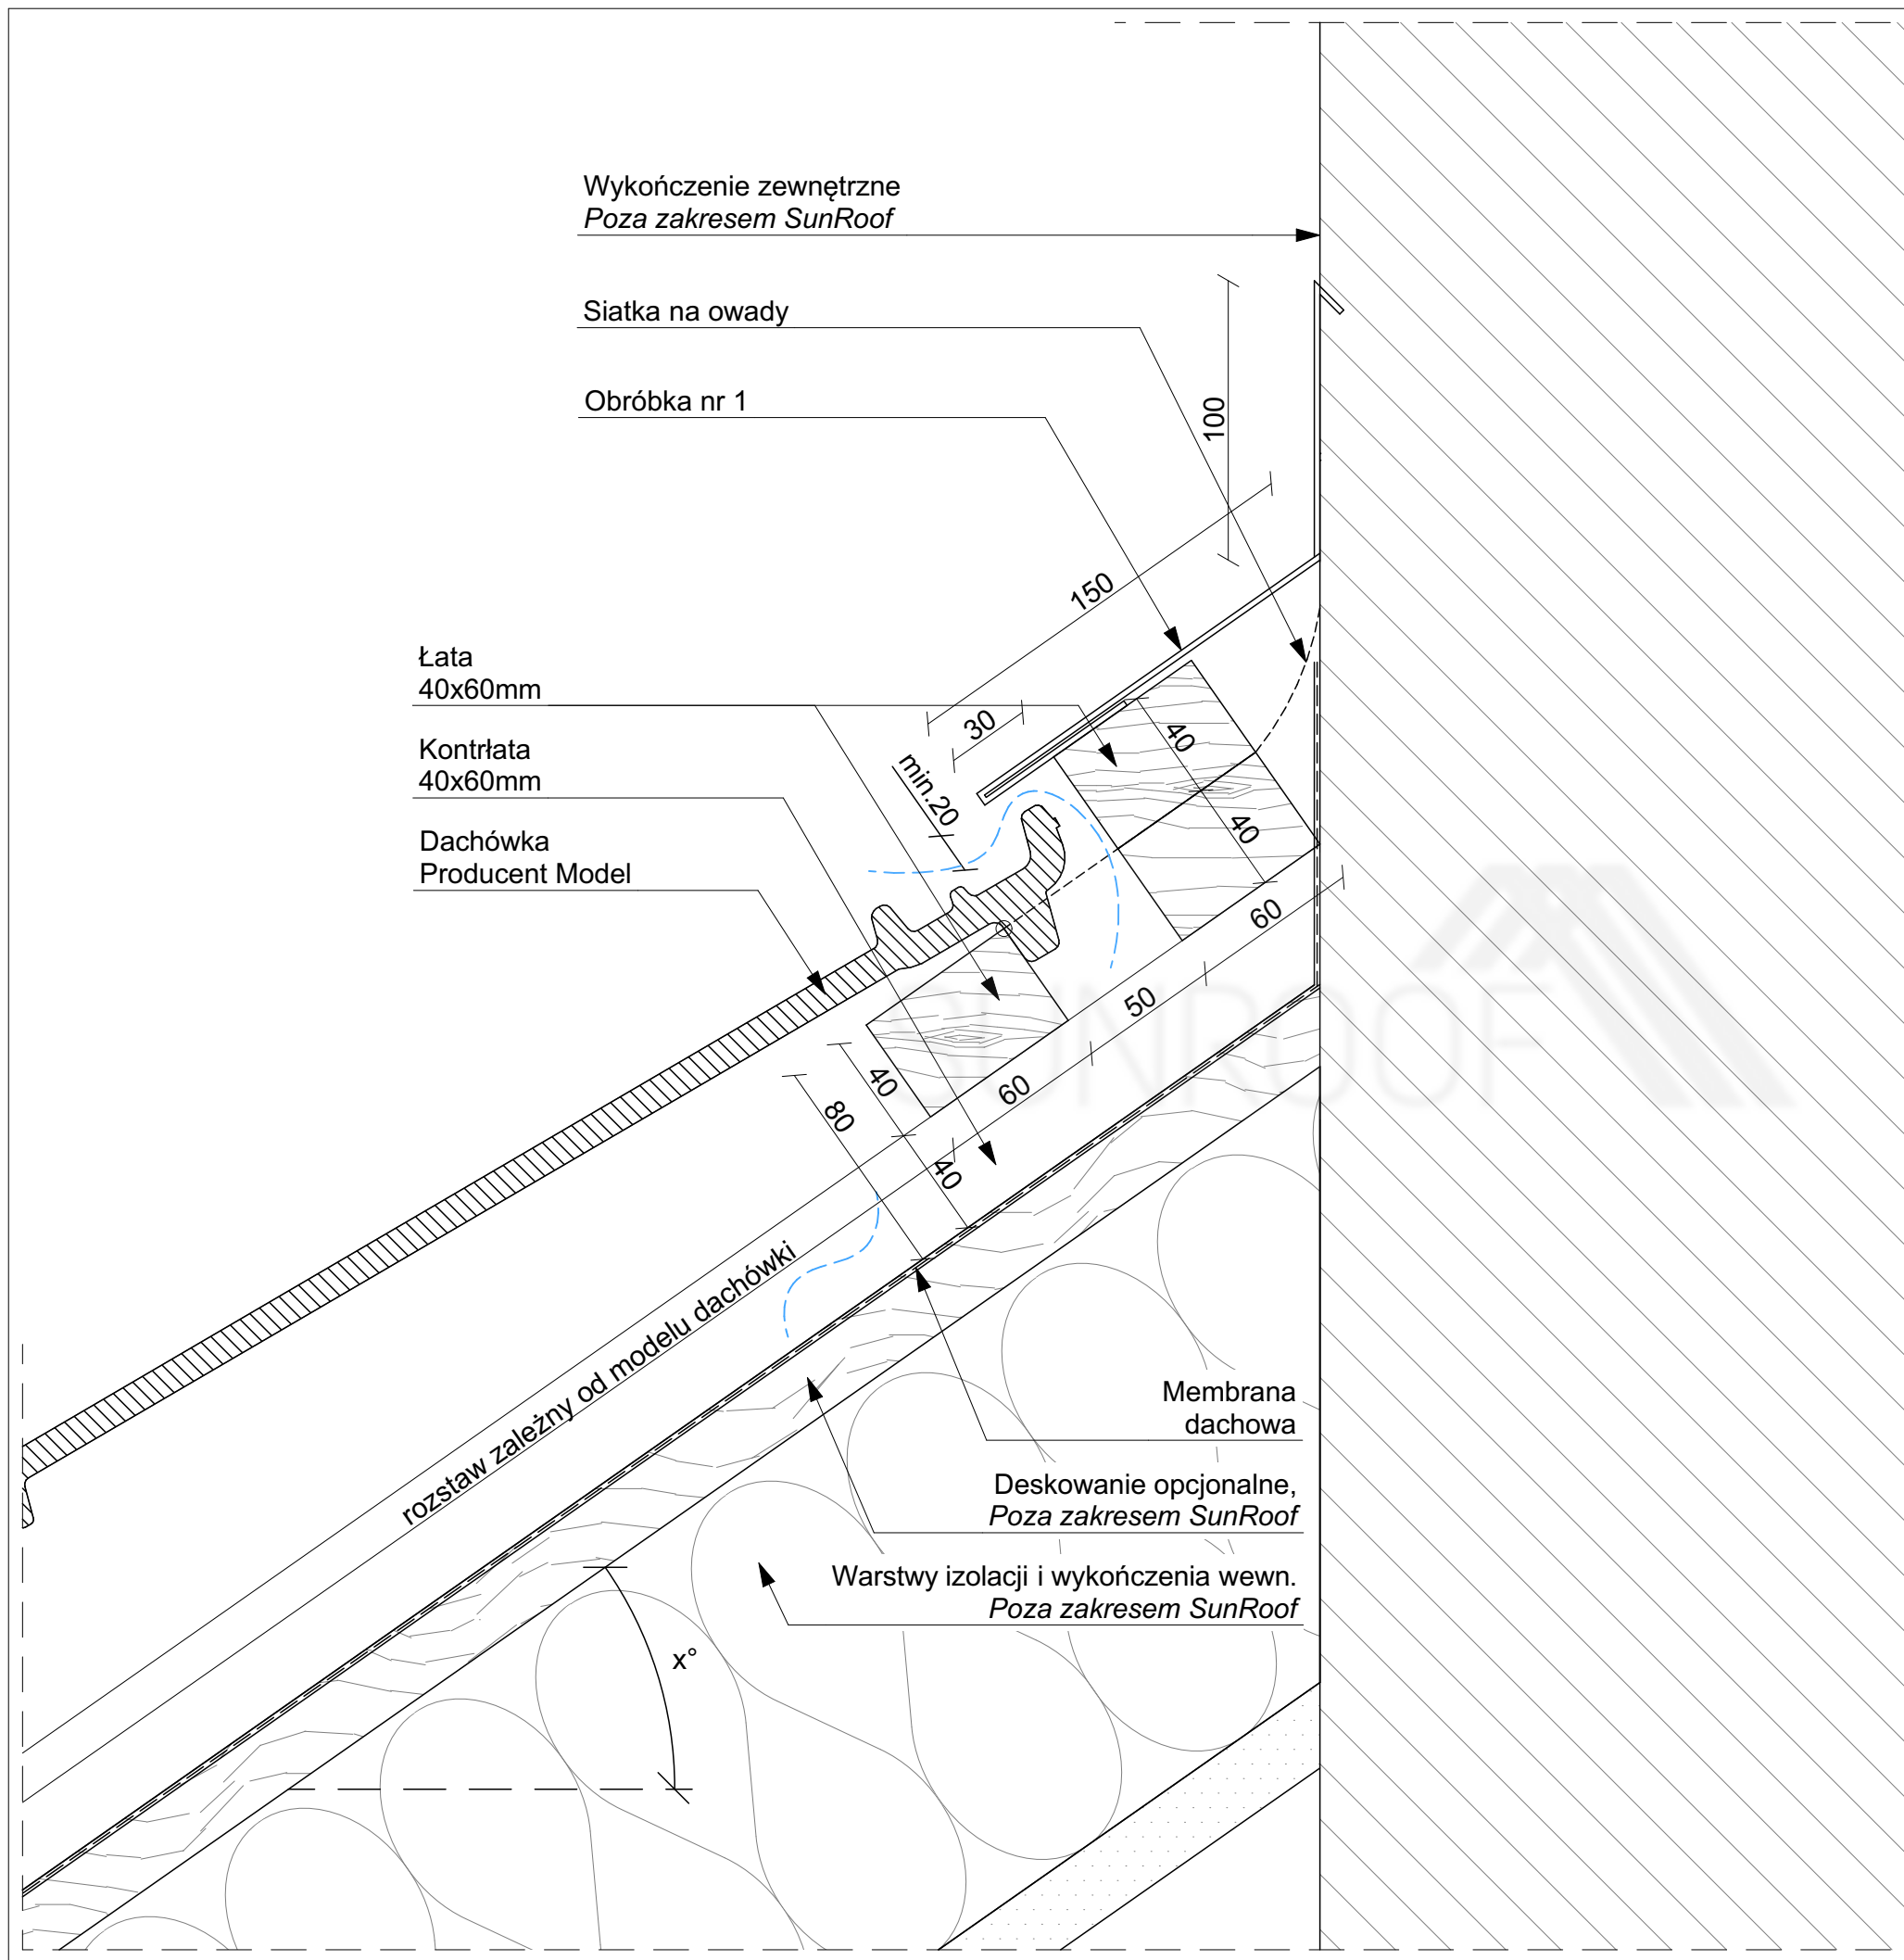 Wykończenie zewnętrzne
Poza zakresem SunRoof
Siatka na owady
Obróbka nr 1
100
150
Łata
40x60mm
30
40
Kontrłata
40x60mm
min.20
40
Dachówka
Producent Model
60
50
SUNROOF
60
40
80
40
rozstaw zależny od modelu dachówki
Membrana
dachowa
Deskowanie opcjonalne,
Poza zakresem SunRoof
Warstwy izolacji i wykończenia wewn.
Poza zakresem SunRoof
x°